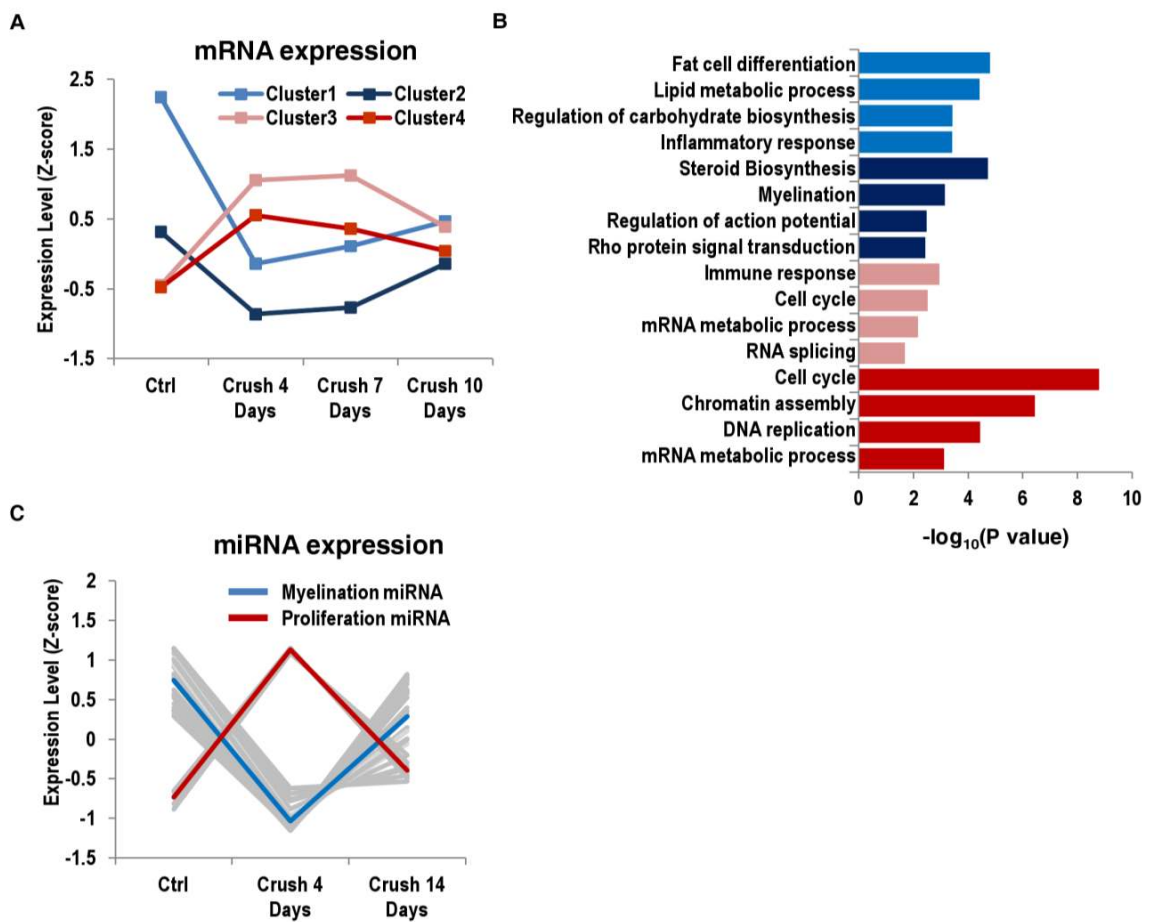 A
mRNA expression
Expression Level (Z-score)
2.5
1.5
0.5
-0.5
-1.5
Cluster1
Cluster2
Cluster3
Cluster4
Ctrl
Crush 4
Days
Crush 7
Days
Crush 10
Days
B
Fat cell differentiation
Lipid metabolic process
Regulation of carbohydrate biosynthesis
Inflammatory response
Steroid Biosynthesis
Myelination
Regulation of action potential
Rho protein signal transduction
Immune response
Cell cycle
mRNA metabolic process
RNA splicing
Cell cycle
Chromatin assembly
DNA replication
mRNA metabolic process
0 2 4 6 8 10
-log₁₀(P value)
C
miRNA expression
Expression Level (Z-score)
2
1.5
1
0.5
0
-0.5
-1
-1.5
Myelination miRNA
Proliferation miRNA
Ctrl
Crush 4
Days
Crush 14
Days